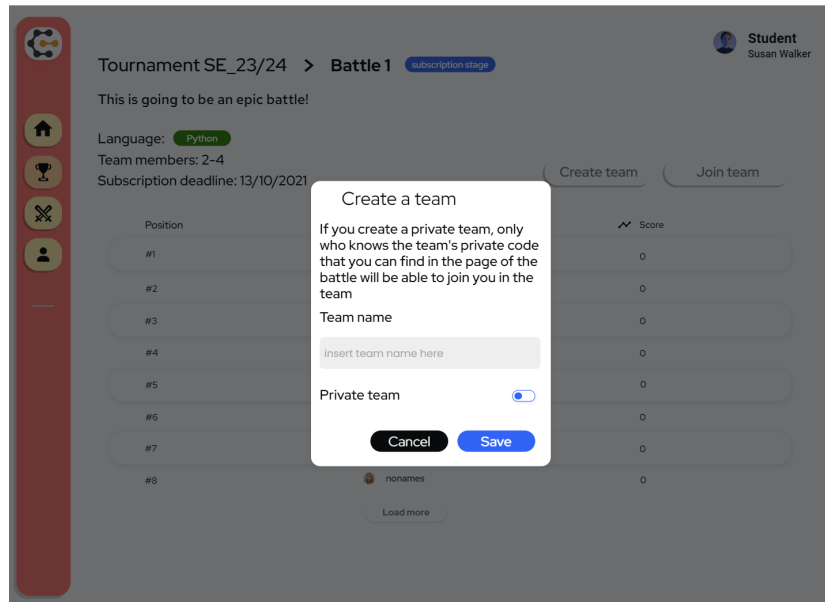 Student
Susan Walker
Tournament SE_23/24 > Battle 1 subscription stage
This is going to be an epic battle!
Language: Python
Team members: 2-4
Subscription deadline: 13/10/2021
Create team Join team
Position Score
#1 0
#2 0
#3 0
#4 0
#5 0
#6 0
#7 0
#8 nonames 0
Load more
Create a team
If you create a private team, only
who knows the team's private code
that you can find in the page of the
battle will be able to join you in the
team
Team name
insert team name here
Private team
Cancel Save